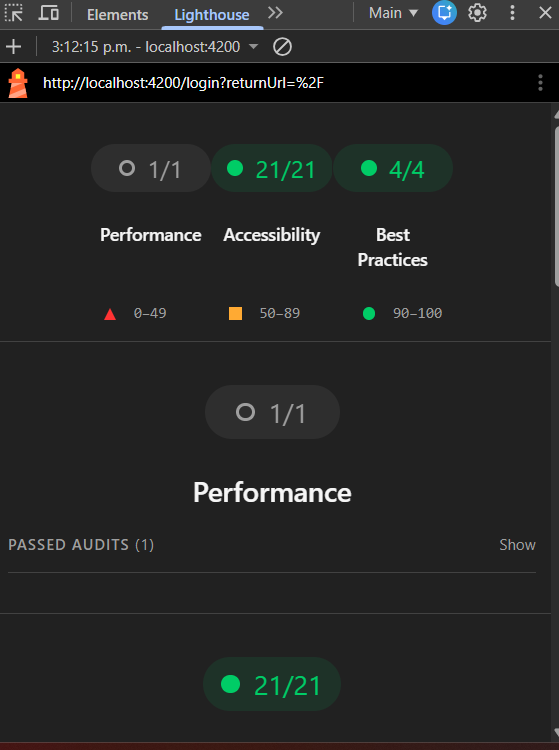 Elements
Lighthouse
Main
3:12:15 p.m. - localhost:4200
http://localhost:4200/login?returnUrl=%2F
1/1
21/21
4/4
Performance
Accessibility
Best
Practices
0–49
50–89
90–100
1/1
Performance
PASSED AUDITS (1)
Show
21/21